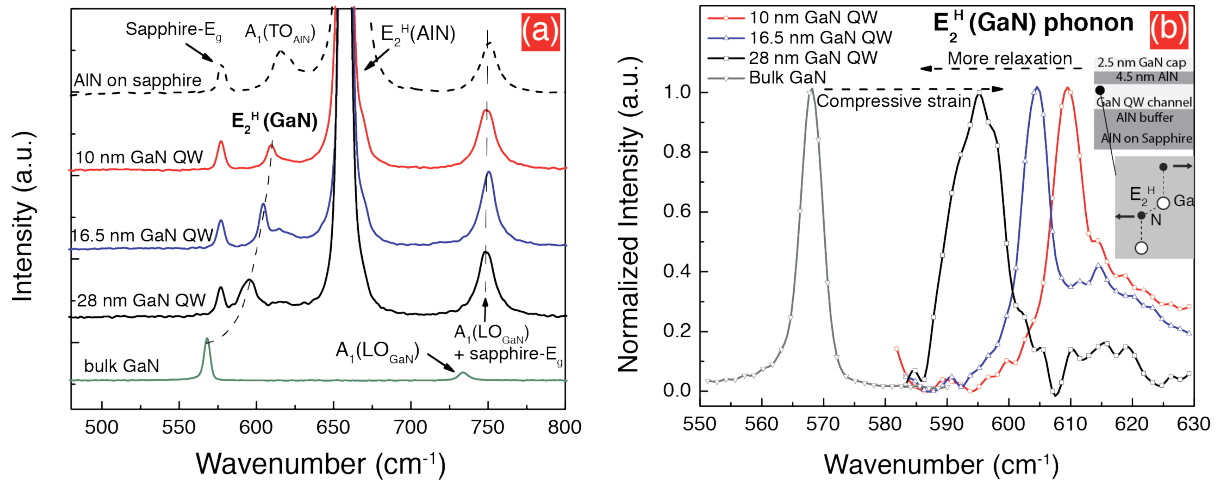 (a)
Sapphire-Eg
A1(TOAlN)
E2H(AlN)
AlN on sapphire
E2H(GaN)
10 nm GaN QW
16.5 nm GaN QW
28 nm GaN QW
A1(LOGaN)
+ sapphire-Eg
A1(LOGaN)
bulk GaN
Intensity (a.u.)
500 550 600 650 700 750 800
Wavenumber (cm-1)
(b)
10 nm GaN QW
16.5 nm GaN QW
28 nm GaN QW
Bulk GaN
E2H (GaN) phonon
More relaxation
Compressive strain
2.5 nm GaN cap
4.5 nm AlN
GaN QW channel
AlN buffer
AlN on Sapphire
E2H
Ga
N
Normalized Intensity (a.u.)
1.0
0.8
0.6
0.4
0.2
0.0
550 560 570 580 590 600 610 620 630
Wavenumber (cm-1)